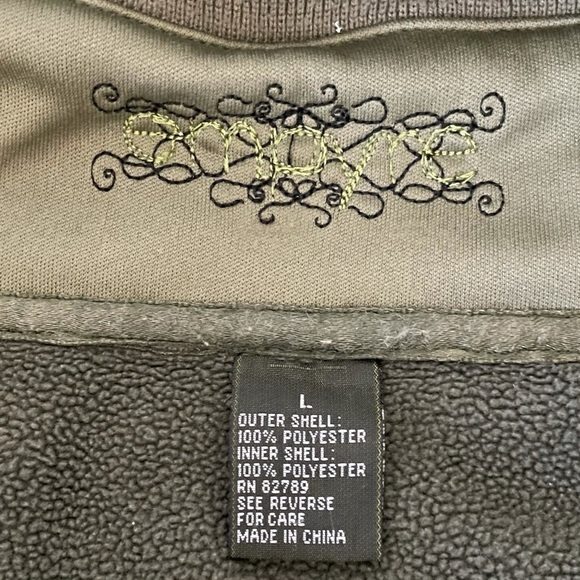 empyre
L
OUTER SHELL:
100% POLYESTER
INNER SHELL:
100% POLYESTER
RN 82789
SEE REVERSE
FOR CARE
MADE IN CHINA